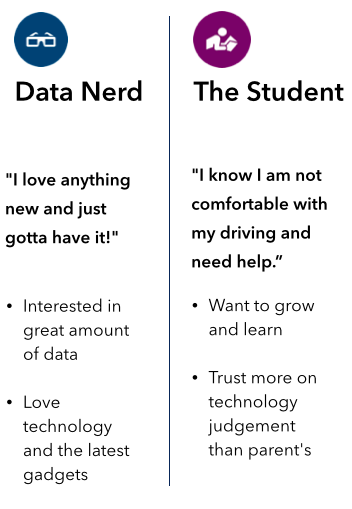 Data Nerd
"I love anything
new and just
gotta have it!"
• Interested in
great amount
of data
• Love
technology
and the latest
gadgets
The Student
"I know I am not
comfortable with
my driving and
need help.”
• Want to grow
and learn
• Trust more on
technology
judgement
than parent's